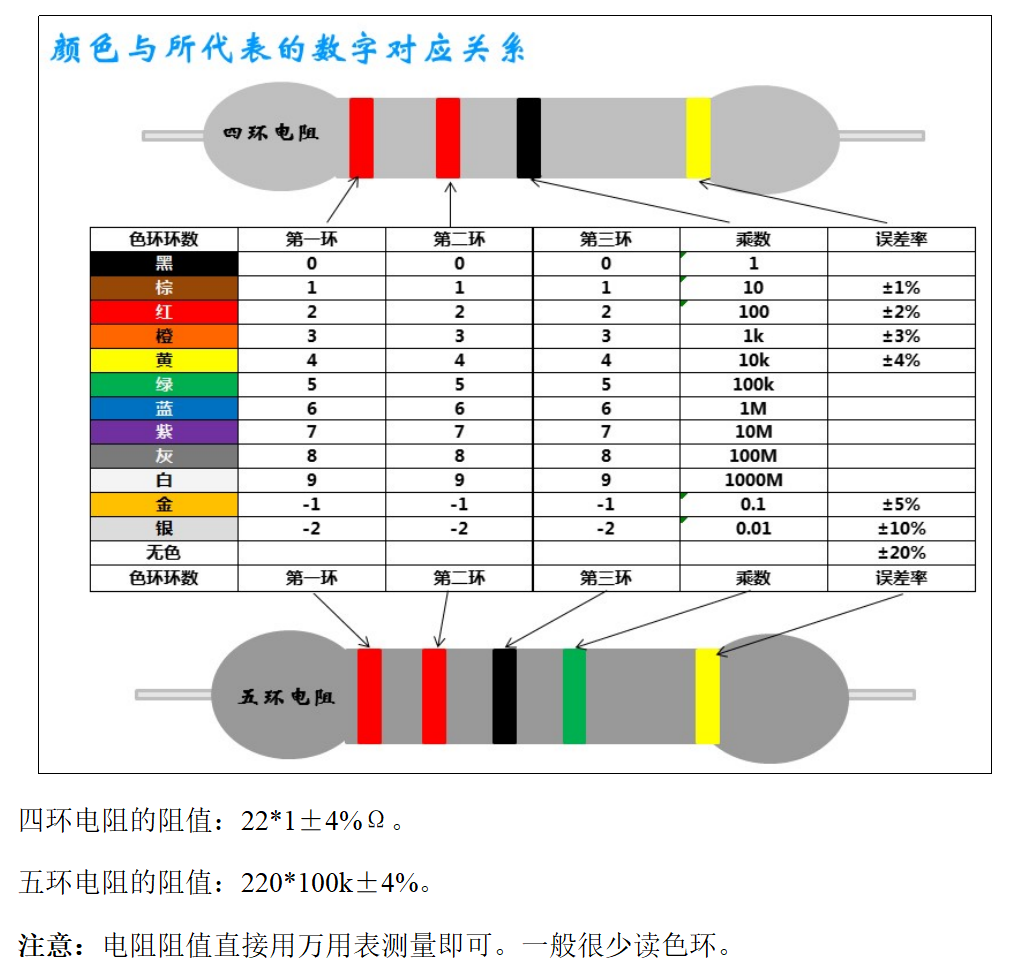 颜色与所代表的数字对应关系
四环电阻
色环环数 第一环 第二环 第三环 乘数 误差率
黑 0 0 0 1
棕 1 1 1 10 ±1%
红 2 2 2 100 ±2%
橙 3 3 3 1k ±3%
黄 4 4 4 10k ±4%
绿 5 5 5 100k
蓝 6 6 6 1M
紫 7 7 7 10M
灰 8 8 8 100M
白 9 9 9 1000M
金 -1 -1 -1 0.1 ±5%
银 -2 -2 -2 0.01 ±10%
无色 ±20%
色环环数 第一环 第二环 第三环 乘数 误差率
五环电阻
四环电阻的阻值：22*1±4%Ω。
五环电阻的阻值：220*100k±4%。
注意：电阻阻值直接用万用表测量即可。一般很少读色环。